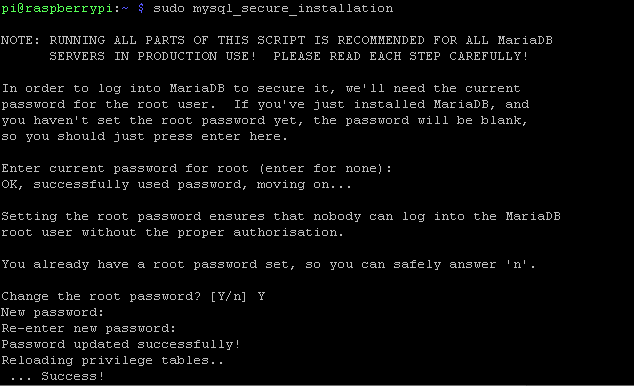 pi@raspberrypi:~ $ sudo mysql_secure_installation
NOTE: RUNNING ALL PARTS OF THIS SCRIPT IS RECOMMENDED FOR ALL MariaDB
SERVERS IN PRODUCTION USE!  PLEASE READ EACH STEP CAREFULLY!
In order to log into MariaDB to secure it, we'll need the current
password for the root user.  If you've just installed MariaDB, and
you haven't set the root password yet, the password will be blank,
so you should just press enter here.
Enter current password for root (enter for none):
OK, successfully used password, moving on...
Setting the root password ensures that nobody can log into the MariaDB
root user without the proper authorisation.
You already have a root password set, so you can safely answer 'n'.
Change the root password? [Y/n] Y
New password:
Re-enter new password:
Password updated successfully!
Reloading privilege tables..
 ... Success!